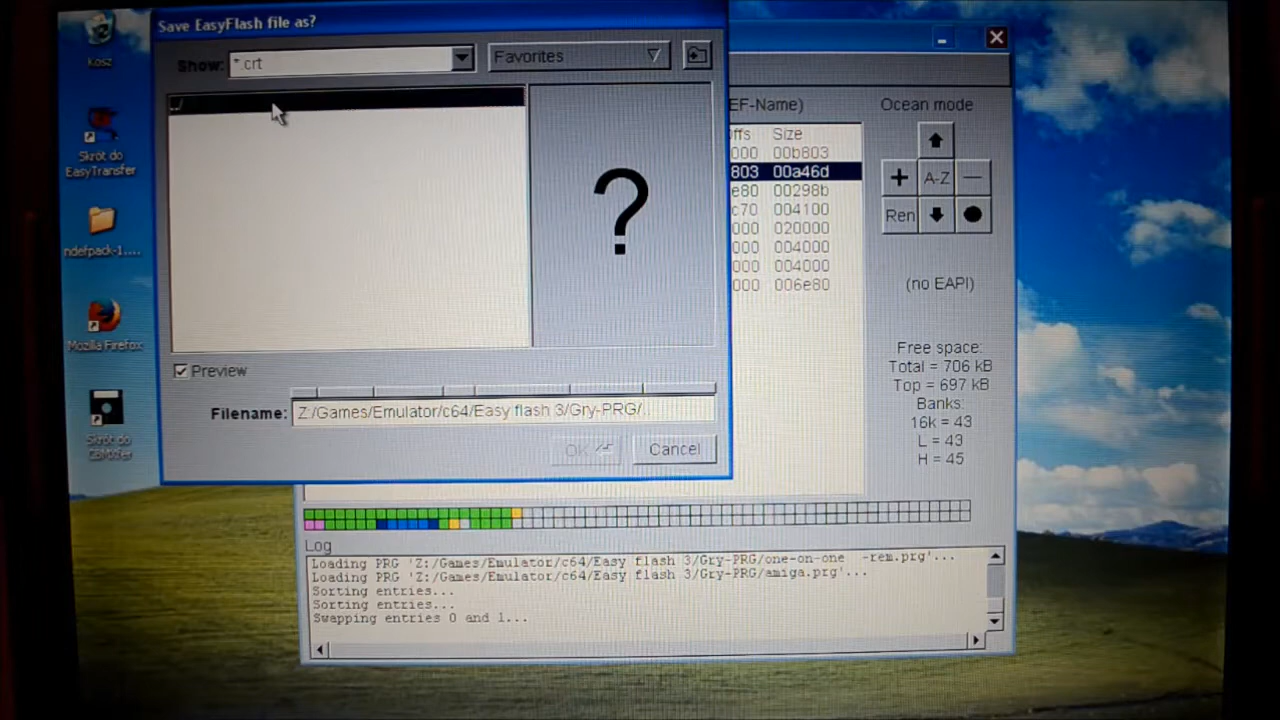 Save EasyFlash file as?
Show:
*.crt
Favorites
../
?
Preview
Filename:
Z:/Games/Emulator/c64/Easy flash 3/Gry-PRG/
OK
Cancel
Kosz
Skrót do
EasyTransfer
ndefpack-1....
Mozilla Firefox
Skrót do
EF-Name)
ffs Size
000 00b803
803 00a46d
e80 00298b
c70 004100
000 020000
000 004000
000 004000
000 006e80
Ocean mode
A-Z
Ren
(no EAPI)
Free space:
Total = 706 kB
Top = 697 kB
Banks:
16k = 43
L = 43
H = 45
Log
Loading PRG 'Z:/Games/Emulator/c64/Easy flash 3/Gry-PRG/one-on-one -rem.prg'...
Loading PRG 'Z:/Games/Emulator/c64/Easy flash 3/Gry-PRG/amiga.prg'...
Sorting entries...
Sorting entries...
Swapping entries 0 and 1...